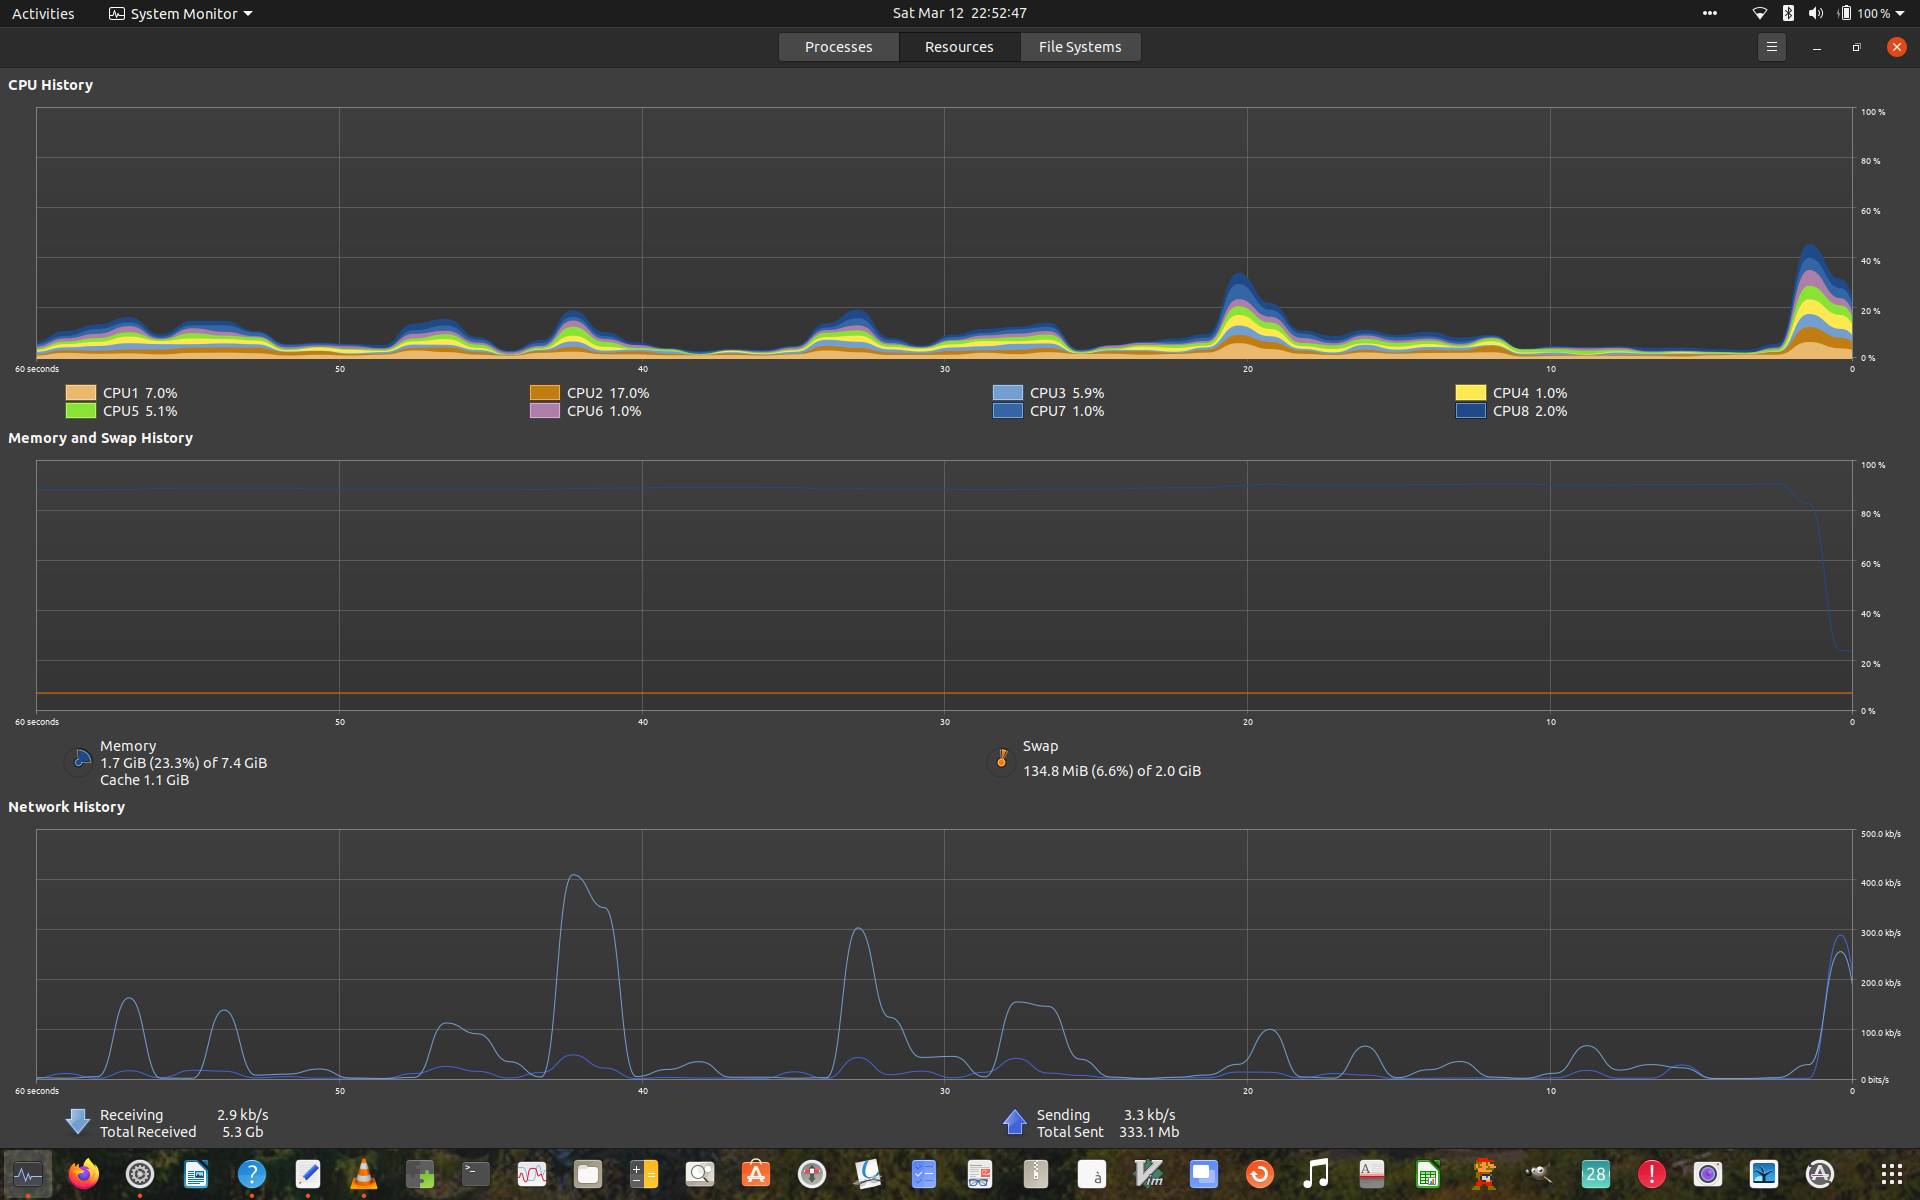 Activities System Monitor Sat Mar 12 22:52:47 100 %
Processes Resources File Systems
CPU History
100 %
80 %
60 %
40 %
20 %
0 %
60 seconds 50 40 30 20 10 0
CPU1 7.0% CPU2 17.0% CPU3 5.9% CPU4 1.0%
CPU5 5.1% CPU6 1.0% CPU7 1.0% CPU8 2.0%
Memory and Swap History
100 %
80 %
60 %
40 %
20 %
0 %
60 seconds 50 40 30 20 10 0
Memory
1.7 GiB (23.3%) of 7.4 GiB
Cache 1.1 GiB
Swap
134.8 MiB (6.6%) of 2.0 GiB
Network History
500.0 kb/s
400.0 kb/s
300.0 kb/s
200.0 kb/s
100.0 kb/s
0 bits/s
60 seconds 50 40 30 20 10 0
Receiving 2.9 kb/s
Total Received 5.3 Gb
Sending 3.3 kb/s
Total Sent 333.1 Mb
? >_ à Vim A 28 !